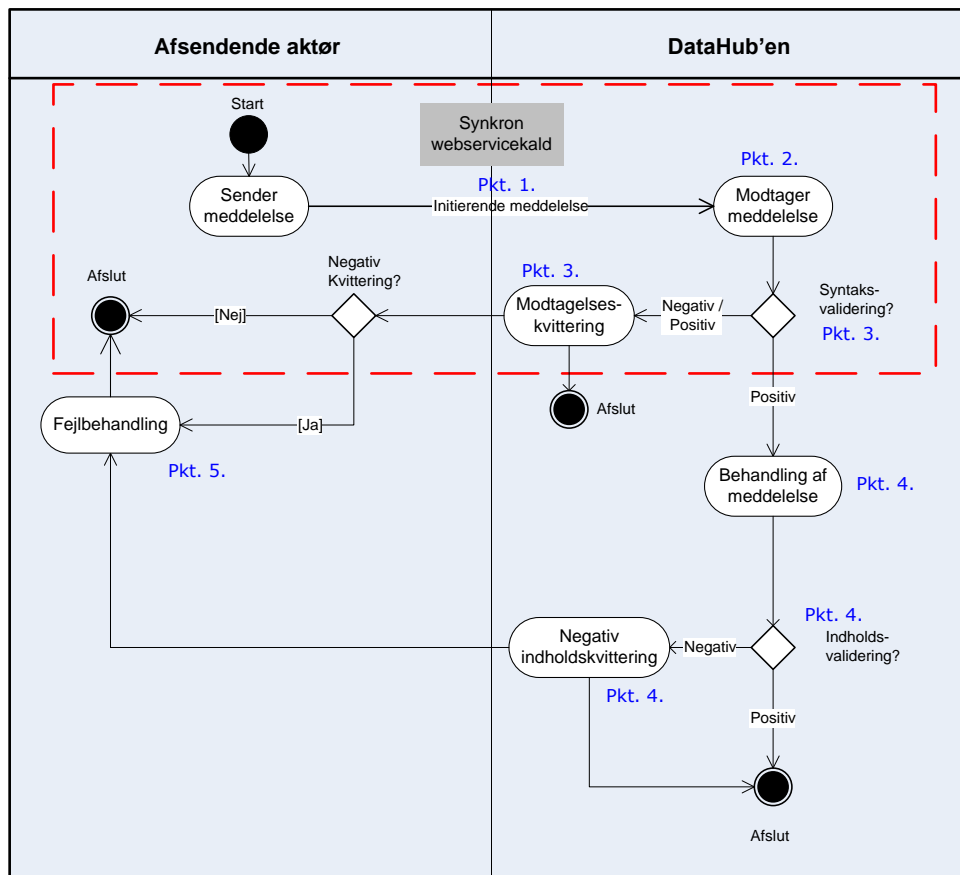 Afsendende aktør
DataHub'en
Start
Synkron
webservicekald
Pkt. 2.
Sender
meddelelse
Pkt. 1.
Initierende meddelelse
Modtager
meddelelse
Afslut
Negativ
Kvittering?
Pkt. 3.
[Nej]
Modtagelses-
kvittering
Negativ /
Positiv
Syntaks-
validering?
Pkt. 3.
Afslut
Positiv
Fejlbehandling
[Ja]
Pkt. 5.
Behandling af
meddelelse
Pkt. 4.
Pkt. 4.
Negativ
indholdskvittering
Negativ
Indholds-
validering?
Pkt. 4.
Positiv
Afslut